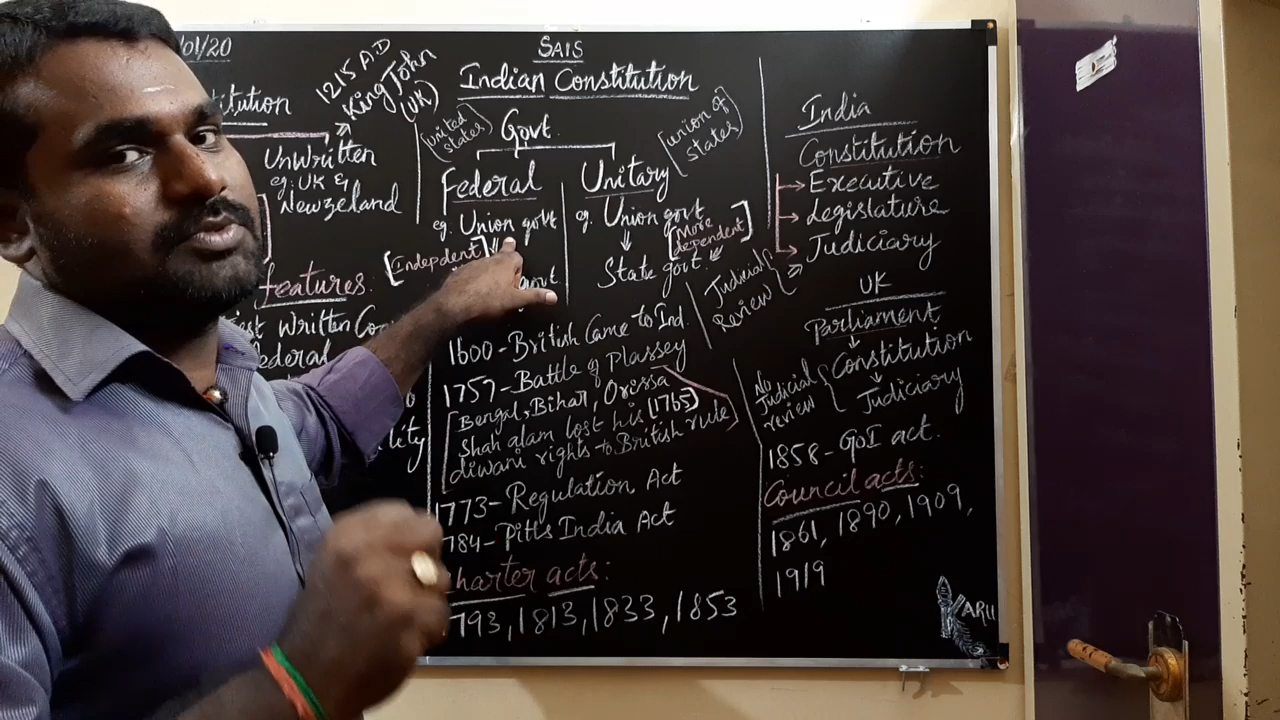 /01/20
SAIS
Indian Constitution
titution
1215 A.D
King John
(UK)
UnWritten
eg. UK &
Newzeland
features.
Written
Federal
Govt.
[united states]
[union of states]
Federal
eg. Union govt
[Indepdent]
govt
Unitary
eg. Union govt
[More dependent]
State govt.
1600-British Came to Ind.
1757-Battle of Plassey
[Bengal, Bihar, Orissa
Shah alam lost his [1765]
diwani rights to British rule]
1773-Regulation Act
784-Pitts India Act
harter acts:
793, 1813, 1833, 1853
India
Constitution
Executive
Legislature
Judiciary
Judicial
Review
UK
Parliament
Constitution
Judiciary
No
Judicial
review
1858-GoI act.
Council acts:
1861, 1890, 1909,
1919
KARU